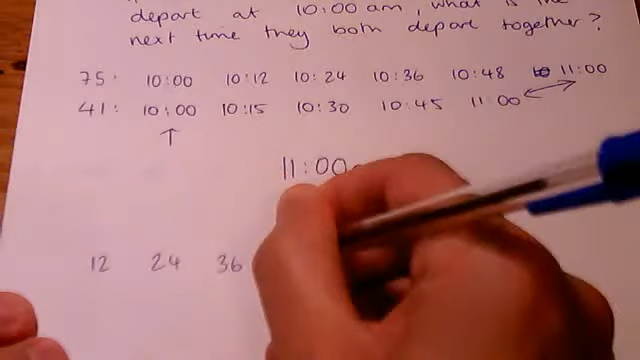 depart at 10:00 am, what is the
next time they both depart together?
75: 10:00 10:12 10:24 10:36 10:48 11:00
41: 10:00 10:15 10:30 10:45 11:00
11:00
12 24 36